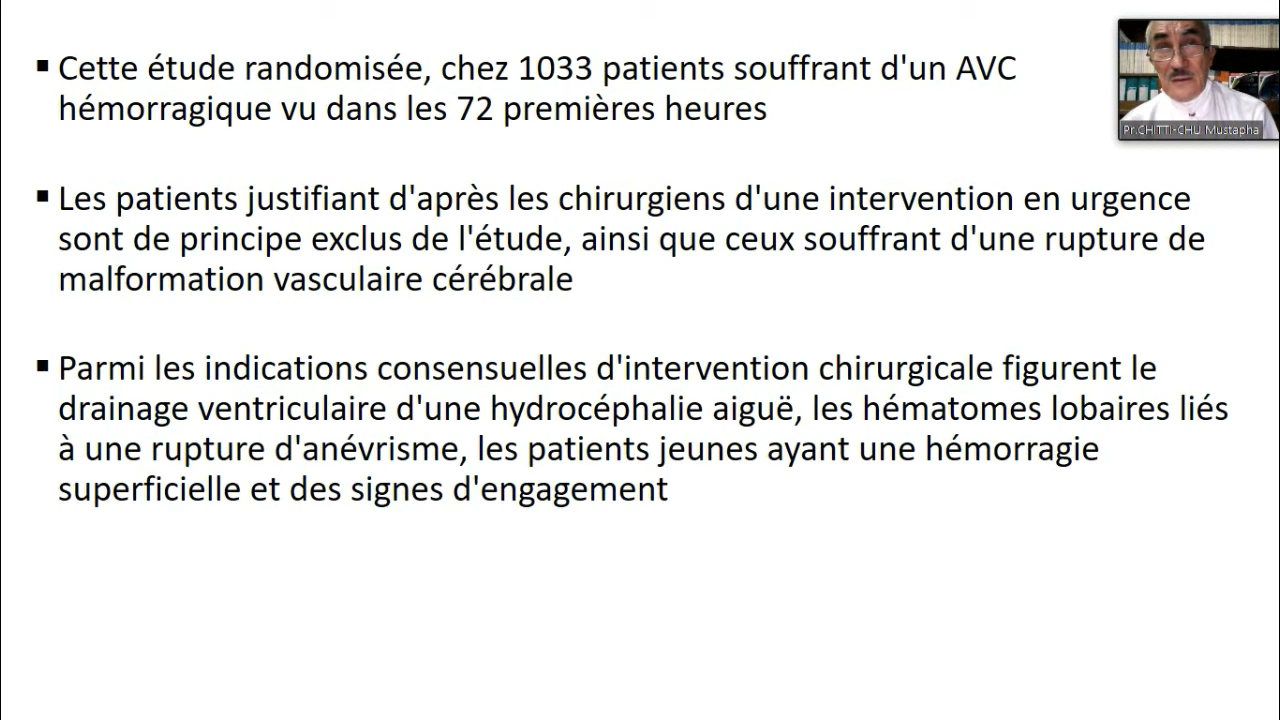 ▪ Cette étude randomisée, chez 1033 patients souffrant d'un AVC
hémorragique vu dans les 72 premières heures
▪ Les patients justifiant d'après les chirurgiens d'une intervention en urgence
sont de principe exclus de l'étude, ainsi que ceux souffrant d'une rupture de
malformation vasculaire cérébrale
▪ Parmi les indications consensuelles d'intervention chirurgicale figurent le
drainage ventriculaire d'une hydrocéphalie aiguë, les hématomes lobaires liés
à une rupture d'anévrisme, les patients jeunes ayant une hémorragie
superficielle et des signes d'engagement
Pr.CHITTI-CHU Mustapha